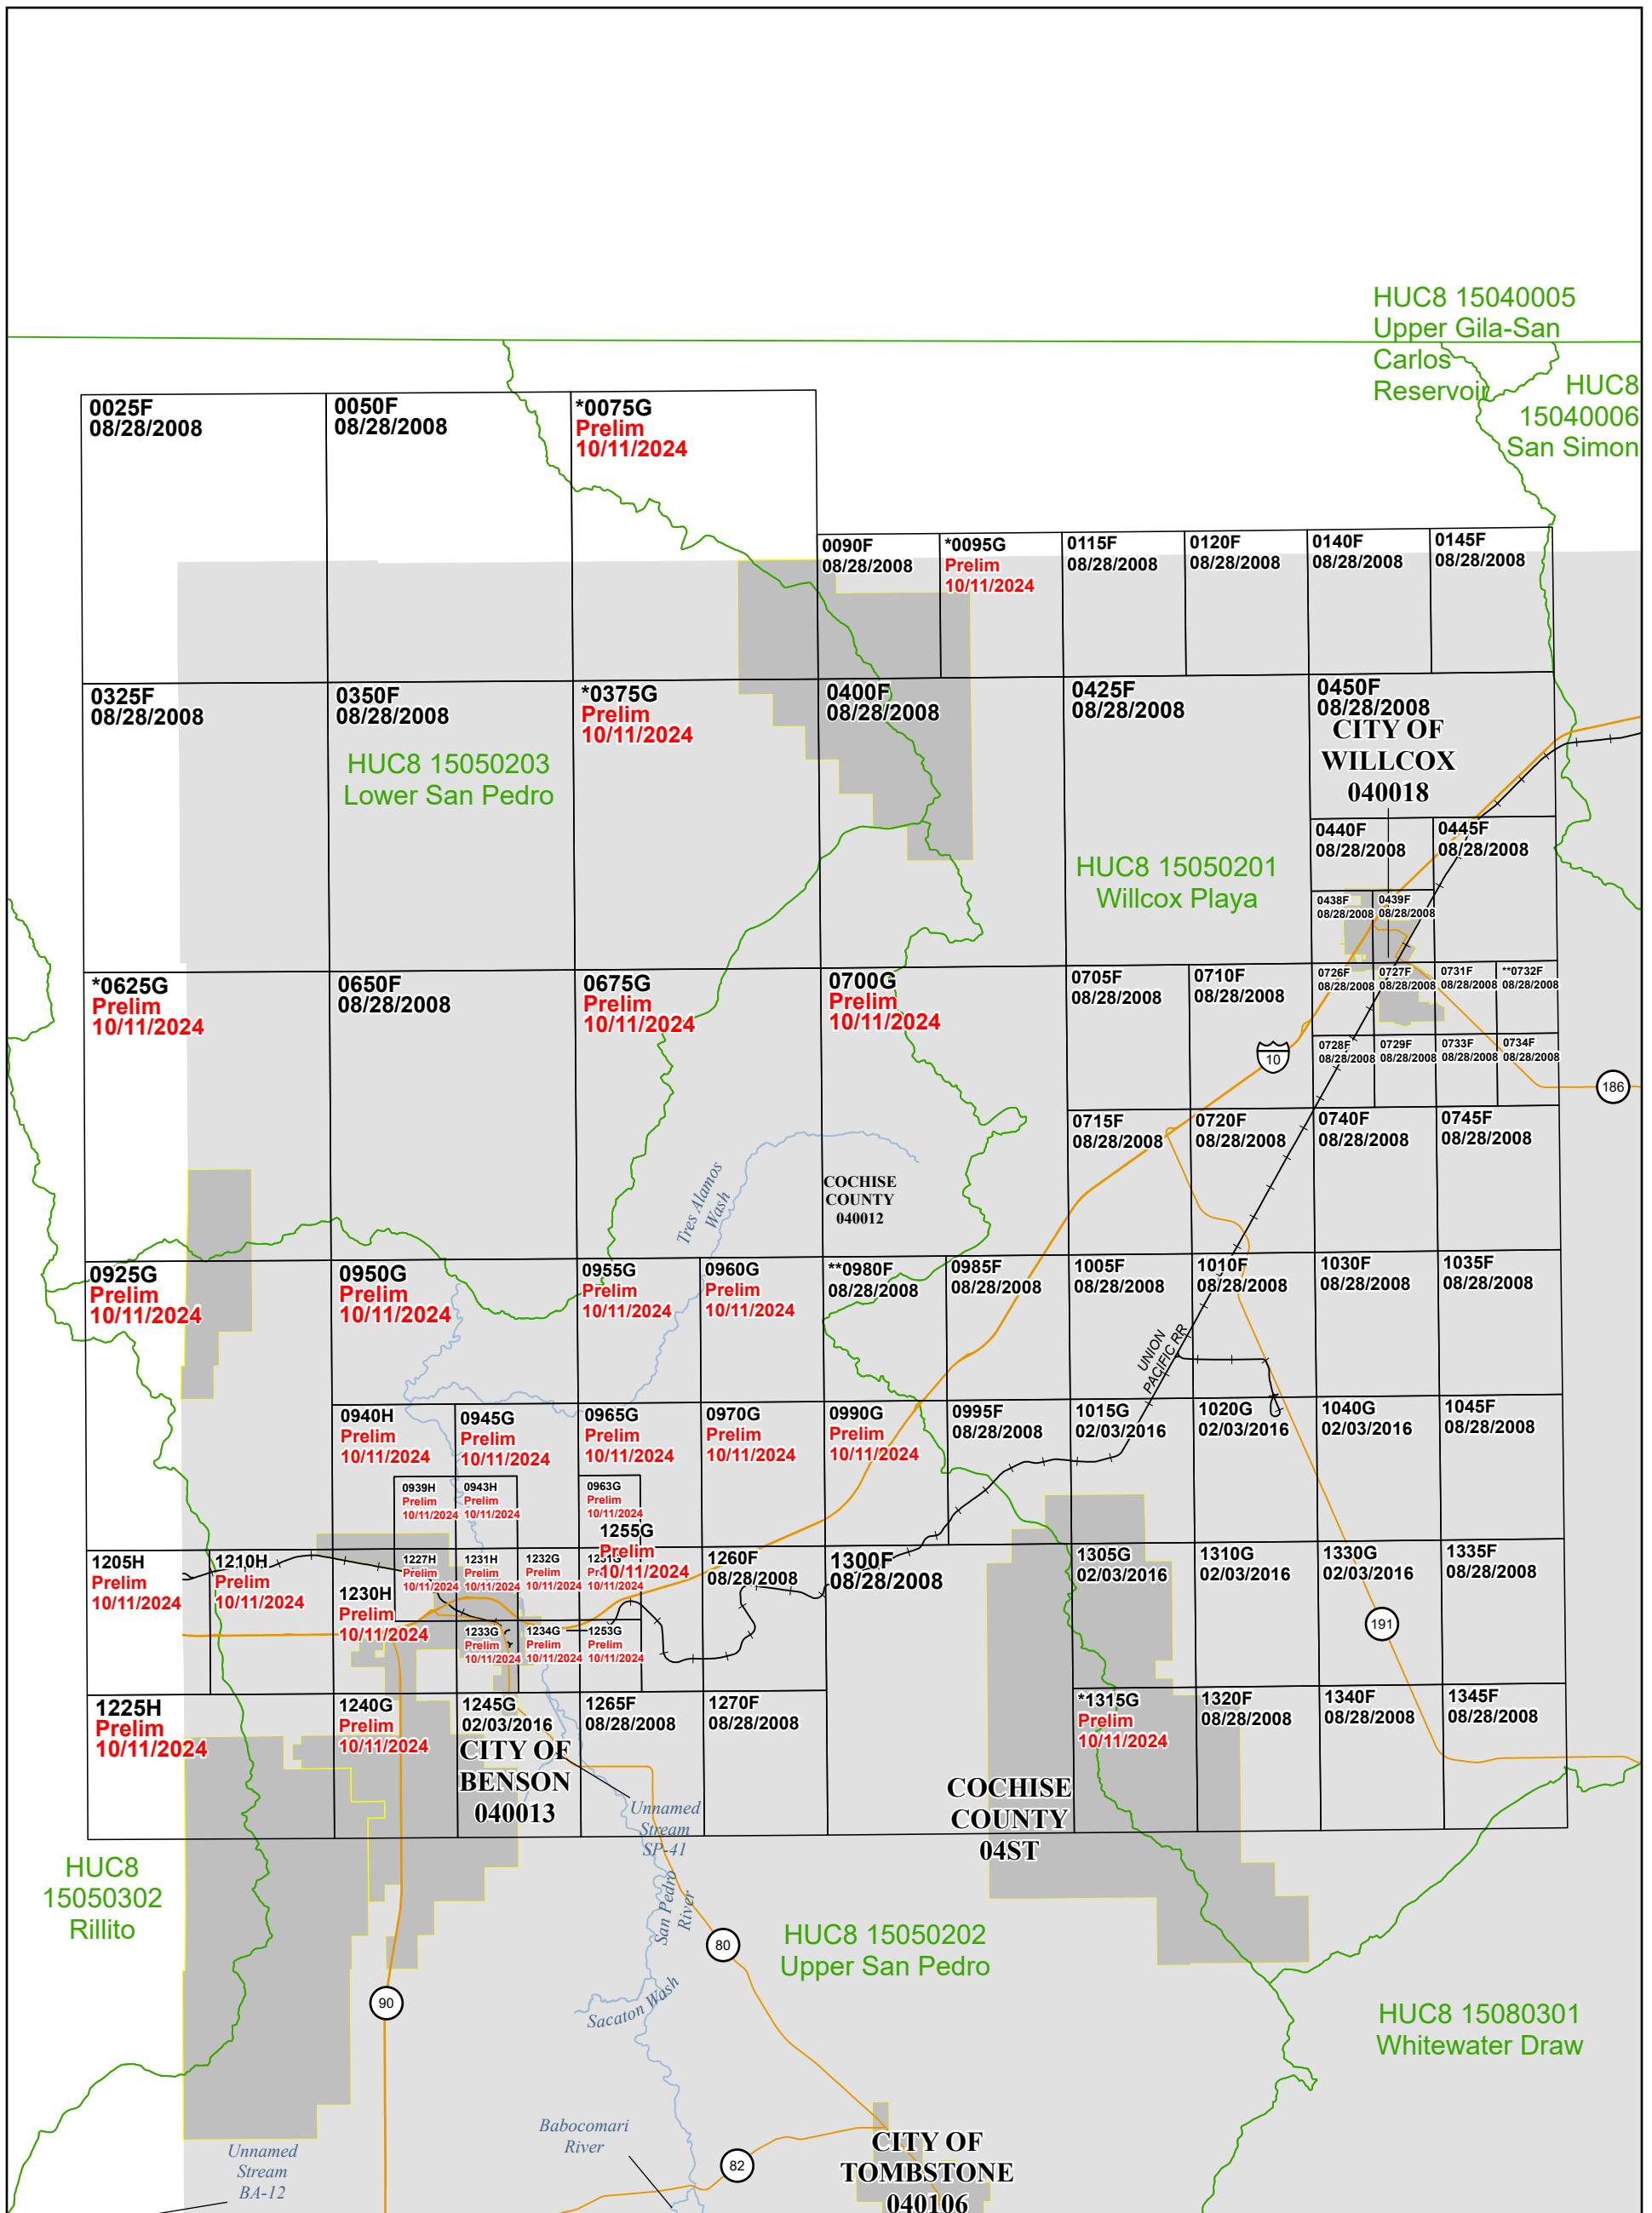 HUC8 15040005
Upper Gila-San
Carlos
Reservoir
HUC8
15040006
San Simon
0025F
08/28/2008
0050F
08/28/2008
*0075G
Prelim
10/11/2024
0090F
08/28/2008
*0095G
Prelim
10/11/2024
0115F
08/28/2008
0120F
08/28/2008
0140F
08/28/2008
0145F
08/28/2008
0325F
08/28/2008
0350F
08/28/2008
*0375G
Prelim
10/11/2024
0400F
08/28/2008
0425F
08/28/2008
0450F
08/28/2008
CITY OF
WILLCOX
040018
HUC8 15050203
Lower San Pedro
HUC8 15050201
Willcox Playa
0440F
08/28/2008
0445F
08/28/2008
0438F
08/28/2008
0439F
08/28/2008
*0625G
Prelim
10/11/2024
0650F
08/28/2008
0675G
Prelim
10/11/2024
0700G
Prelim
10/11/2024
0705F
08/28/2008
0710F
08/28/2008
0726F
08/28/2008
0727F
08/28/2008
0731F
08/28/2008
**0732F
08/28/2008
10
0728F
08/28/2008
0729F
08/28/2008
0733F
08/28/2008
0734F
08/28/2008
186
0715F
08/28/2008
0720F
08/28/2008
0740F
08/28/2008
0745F
08/28/2008
Tres Alamos
Wash
COCHISE
COUNTY
040012
0925G
Prelim
10/11/2024
0950G
Prelim
10/11/2024
0955G
Prelim
10/11/2024
0960G
Prelim
10/11/2024
**0980F
08/28/2008
0985F
08/28/2008
1005F
08/28/2008
1010F
08/28/2008
1030F
08/28/2008
1035F
08/28/2008
UNION
PACIFIC RR
0940H
Prelim
10/11/2024
0945G
Prelim
10/11/2024
0965G
Prelim
10/11/2024
0970G
Prelim
10/11/2024
0990G
Prelim
10/11/2024
0995F
08/28/2008
1015G
02/03/2016
1020G
02/03/2016
1040G
02/03/2016
1045F
08/28/2008
0939H
Prelim
10/11/2024
0943H
Prelim
10/11/2024
0963G
Prelim
10/11/2024
1255G
Prelim
10/11/2024
1205H
Prelim
10/11/2024
1210H
Prelim
10/11/2024
1230H
Prelim
10/11/2024
1227H
Prelim
10/11/2024
1231H
Prelim
10/11/2024
1232G
Prelim
10/11/2024
1260F
08/28/2008
1300F
08/28/2008
1305G
02/03/2016
1310G
02/03/2016
1330G
02/03/2016
1335F
08/28/2008
191
1233G
Prelim
10/11/2024
1234G
Prelim
10/11/2024
1253G
Prelim
10/11/2024
1225H
Prelim
10/11/2024
1240G
Prelim
10/11/2024
1245G
02/03/2016
CITY OF
BENSON
040013
1265F
08/28/2008
1270F
08/28/2008
*1315G
Prelim
10/11/2024
1320F
08/28/2008
1340F
08/28/2008
1345F
08/28/2008
COCHISE
COUNTY
04ST
Unnamed
Stream
SP-41
HUC8
15050302
Rillito
San Pedro
River
80
HUC8 15050202
Upper San Pedro
90
Sacaton Wash
HUC8 15080301
Whitewater Draw
Babocomari
River
Unnamed
Stream
BA-12
82
CITY OF
TOMBSTONE
040106